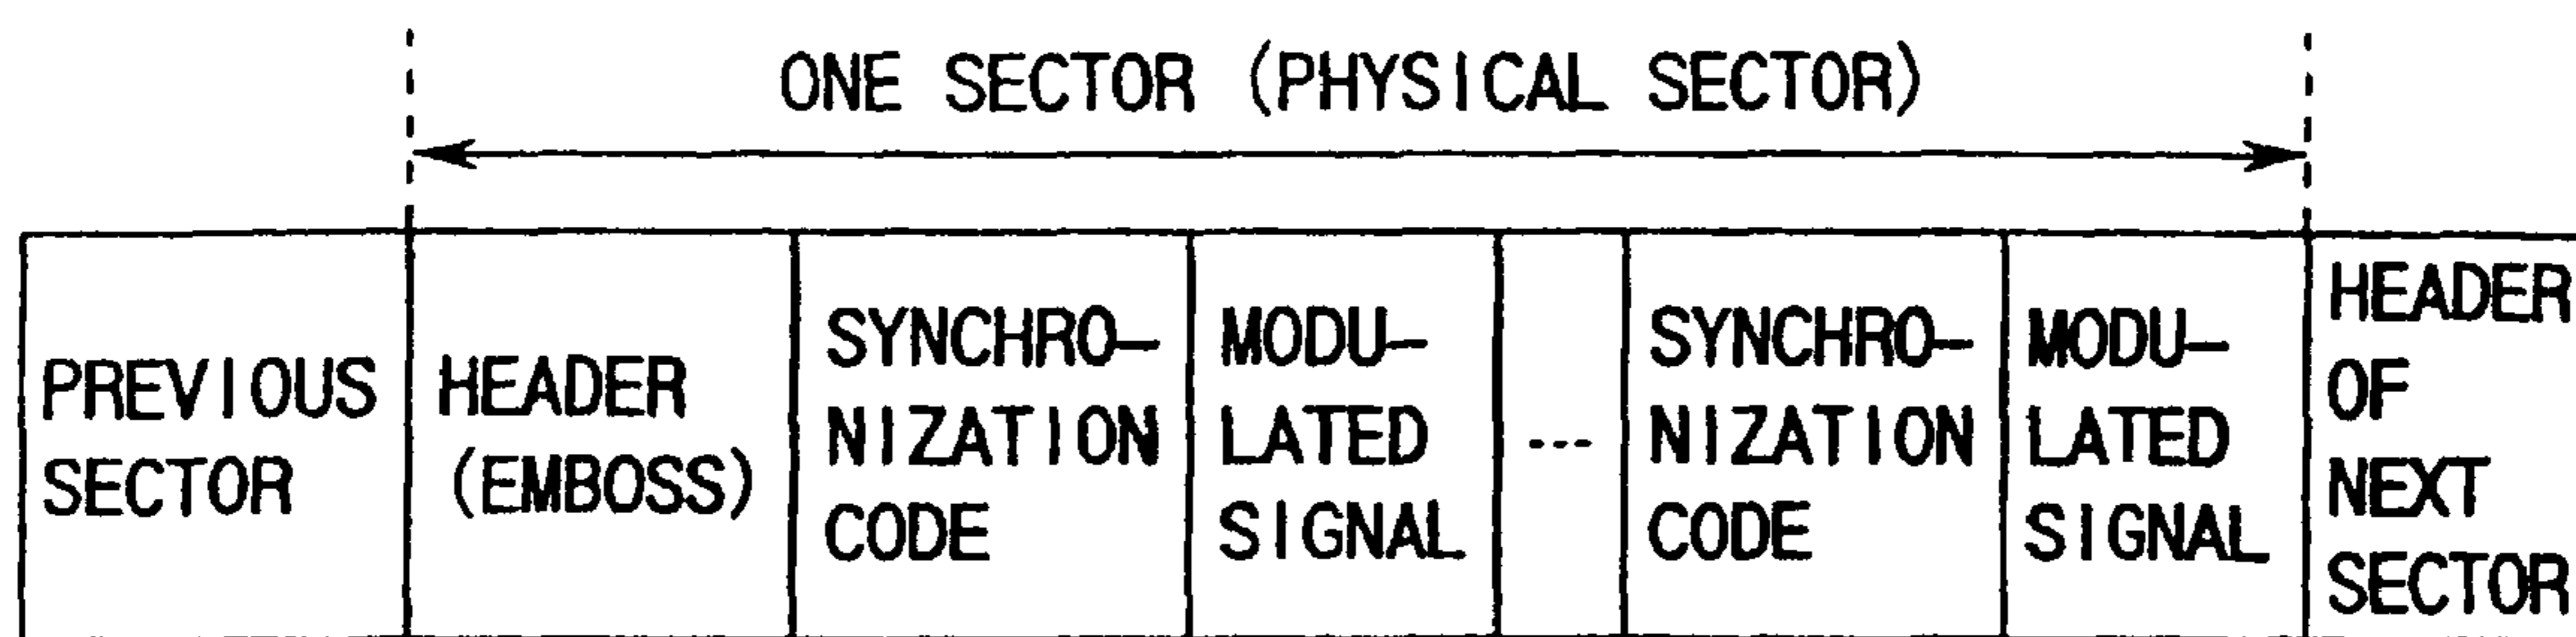 ONE SECTOR (PHYSICAL SECTOR)
PREVIOUS
SECTOR
HEADER
(EMBOSS)
SYNCHRO-
NIZATION
CODE
MODU-
LATED
SIGNAL
---
SYNCHRO-
NIZATION
CODE
MODU-
LATED
SIGNAL
HEADER
OF
NEXT
SECTOR